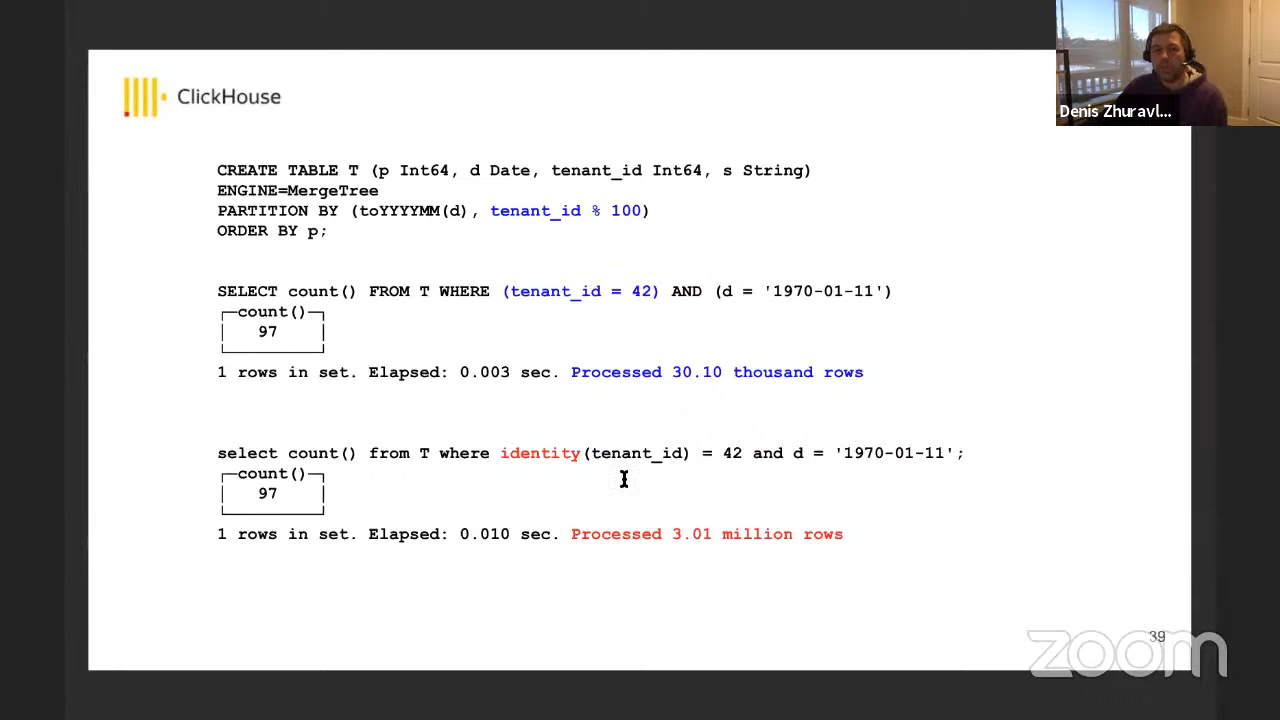 ClickHouse
Denis Zhuravl...
CREATE TABLE T (p Int64, d Date, tenant_id Int64, s String)
ENGINE=MergeTree
PARTITION BY (toYYYYMM(d), tenant_id % 100)
ORDER BY p;
SELECT count() FROM T WHERE (tenant_id = 42) AND (d = '1970-01-11')
┌─count()─┐
│ 97 │
└─────────┘
1 rows in set. Elapsed: 0.003 sec. Processed 30.10 thousand rows
select count() from T where identity(tenant_id) = 42 and d = '1970-01-11';
┌─count()─┐
│ 97 │
└─────────┘
1 rows in set. Elapsed: 0.010 sec. Processed 3.01 million rows
39
zoom